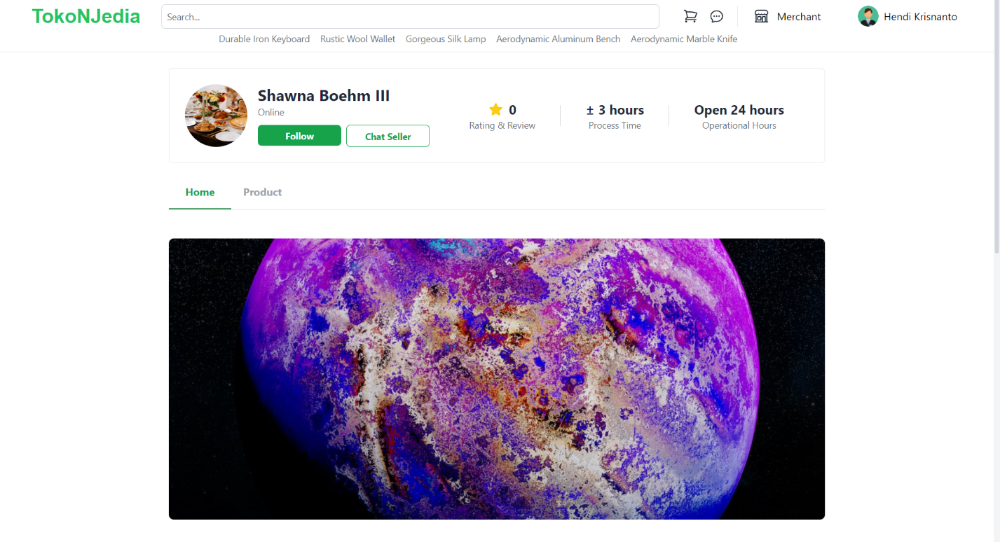 TokoNJedia
Search...
Merchant
Hendi Krisnanto
Durable Iron Keyboard Rustic Wool Wallet Gorgeous Silk Lamp Aerodynamic Aluminum Bench Aerodynamic Marble Knife
Shawna Boehm III
Online
Follow Chat Seller
0
Rating & Review
± 3 hours
Process Time
Open 24 hours
Operational Hours
Home Product